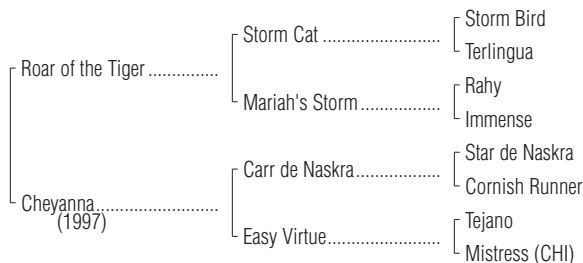 Storm Bird
Storm Cat ........................
Terlingua
Roar of the Tiger ..............
Rahy
Mariah's Storm ................
Immense
Star de Naskra
Carr de Naskra .................
Cornish Runner
Cheyanna .........................
(1997)
Tejano
Easy Virtue .......................
Mistress (CHI)